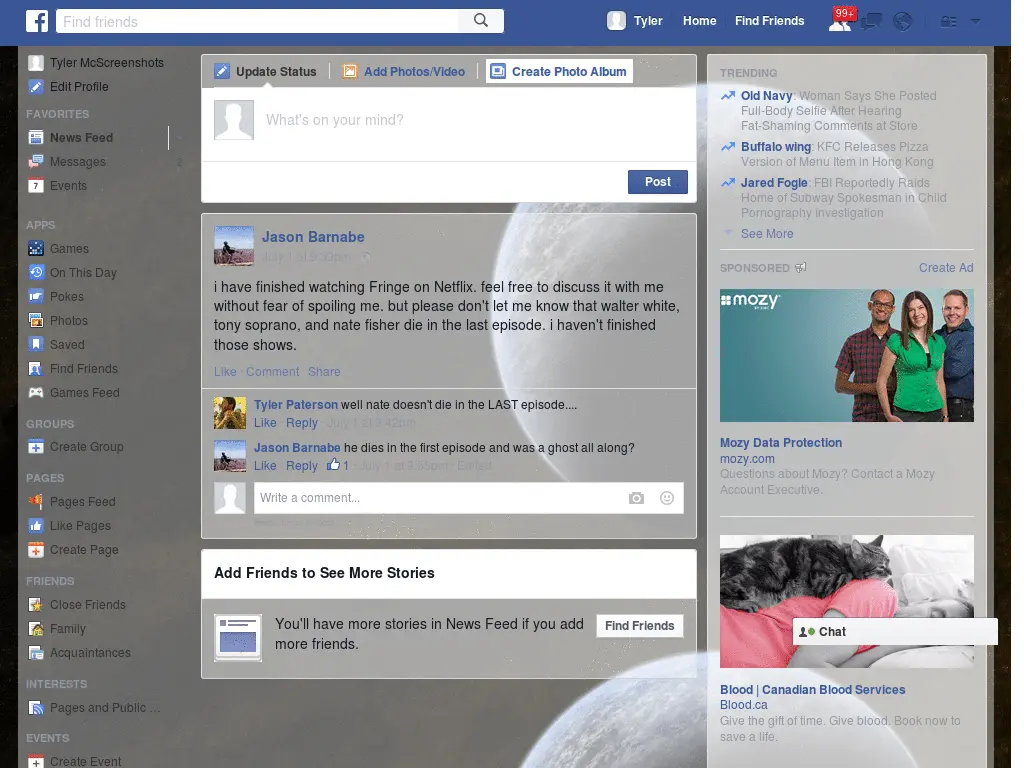 f
Find friends
Tyler
Home
Find Friends
99+
Tyler McScreenshots
Edit Profile
FAVORITES
News Feed
Messages
2
Events
APPS
Games
On This Day
Pokes
Photos
Saved
Find Friends
Games Feed
GROUPS
Create Group
PAGES
Pages Feed
Like Pages
Create Page
FRIENDS
Close Friends
Family
Acquaintances
INTERESTS
Pages and Public ...
EVENTS
Create Event
Update Status
Add Photos/Video
Create Photo Album
What's on your mind?
Post
Jason Barnabe
July 1 at 9:39pm
i have finished watching Fringe on Netflix. feel free to discuss it with me
without fear of spoiling me. but please don't let me know that walter white,
tony soprano, and nate fisher die in the last episode. i haven't finished
those shows.
Like · Comment · Share
Tyler Paterson well nate doesn't die in the LAST episode....
Like · Reply · July 1 at 9:42pm
Jason Barnabe he dies in the first episode and was a ghost all along?
Like · Reply · 1 · July 1 at 9:55pm · Edited
Write a comment...
Add Friends to See More Stories
You'll have more stories in News Feed if you add
more friends.
Find Friends
TRENDING
Old Navy: Woman Says She Posted
Full-Body Selfie After Hearing
Fat-Shaming Comments at Store
Buffalo wing: KFC Releases Pizza
Version of Menu Item in Hong Kong
Jared Fogle: FBI Reportedly Raids
Home of Subway Spokesman in Child
Pornography Investigation
See More
SPONSORED
Create Ad
mozy
Mozy Data Protection
mozy.com
Questions about Mozy? Contact a Mozy
Account Executive.
Chat
Blood | Canadian Blood Services
Blood.ca
Give the gift of time. Give blood. Book now to
save a life.